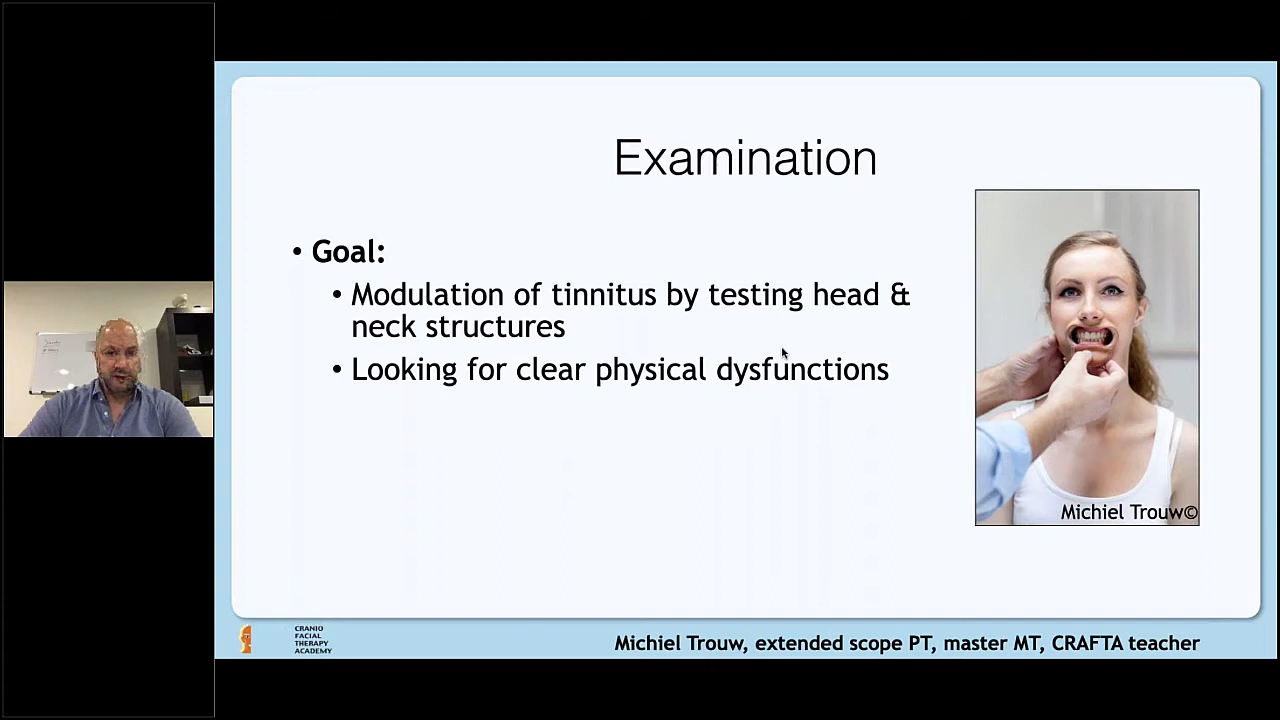 Examination
• Goal:
• Modulation of tinnitus by testing head &
neck structures
• Looking for clear physical dysfunctions
Michiel Trouw©
CRANIO
FACIAL
THERAPY
ACADEMY
Michiel Trouw, extended scope PT, master MT, CRAFTA teacher